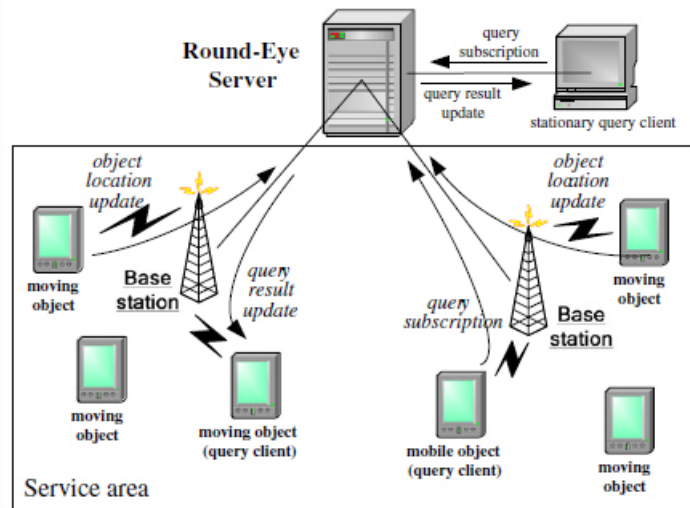 Round-Eye
Server
query
subscription
query result
update
stationary query client
object
location
update
moving
object
Base
station
query
result
update
moving
object
moving object
(query client)
query
subscription
mobile object
(query client)
object
location
update
moving
object
Base
station
moving
object
Service area